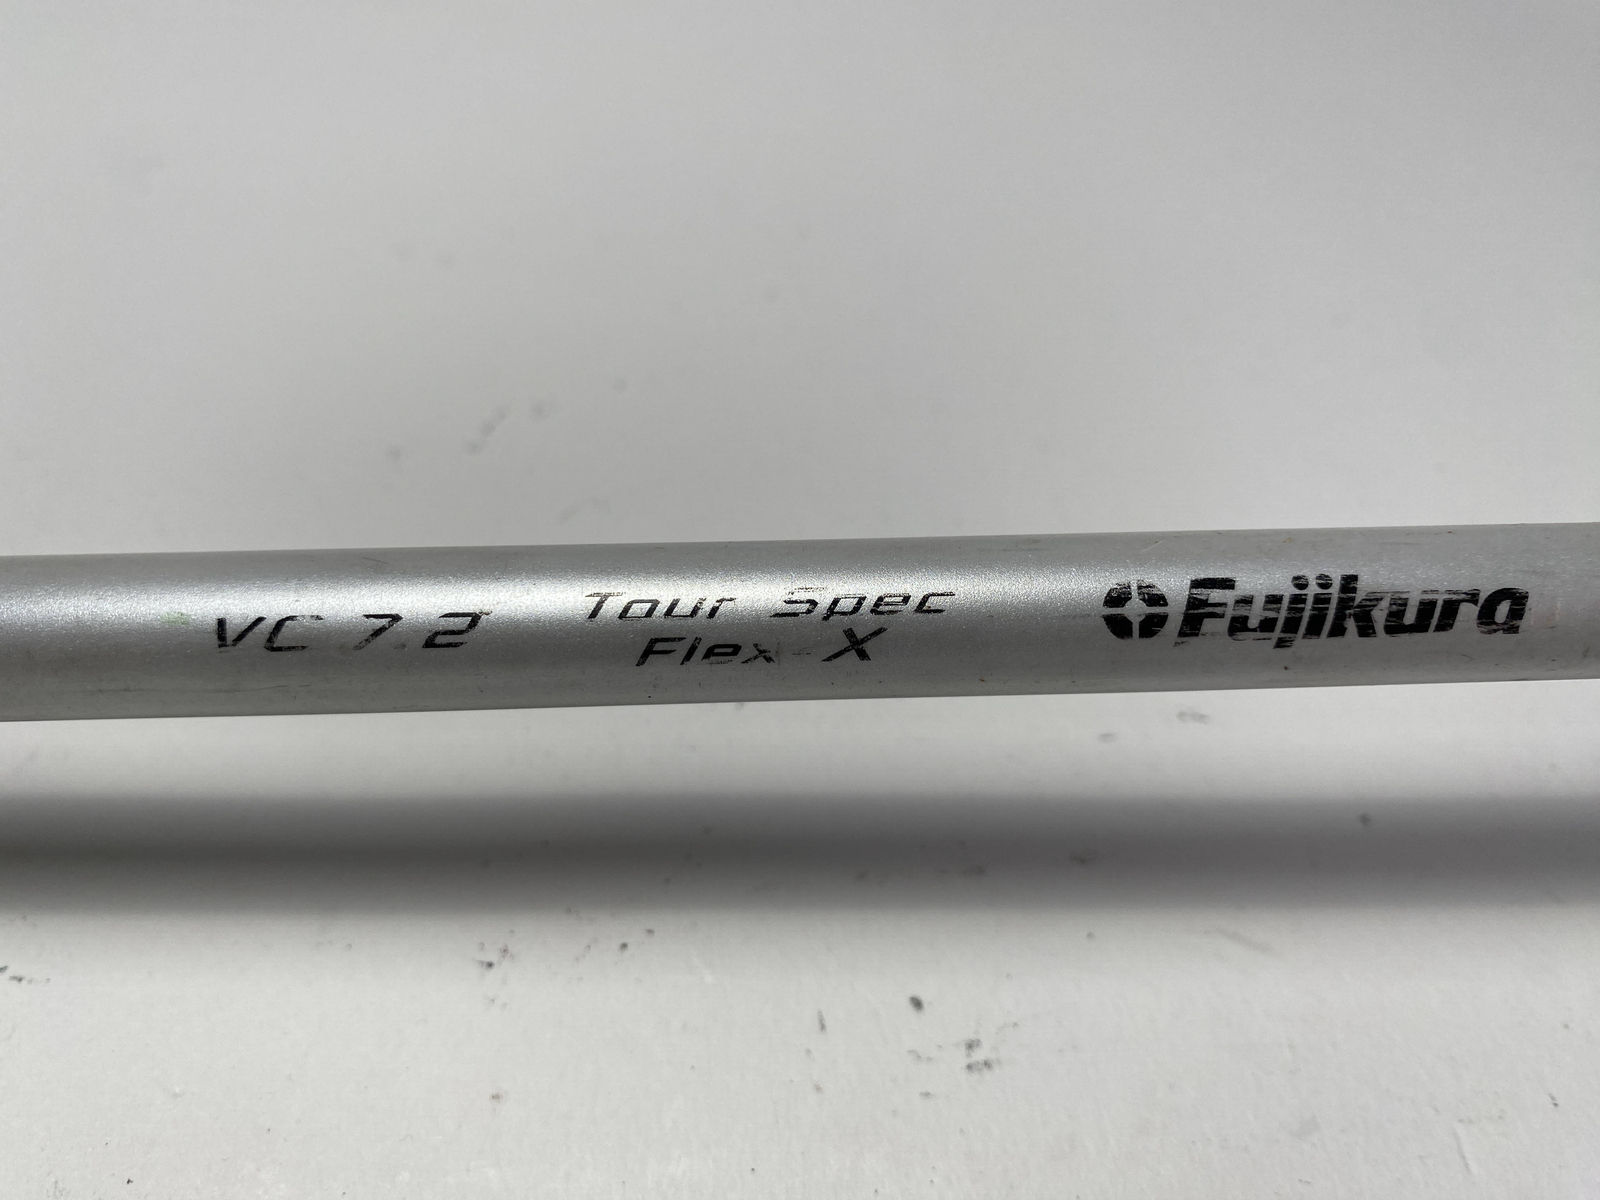 VC 7.2
Tour Spec
Flex-X
Fujikura